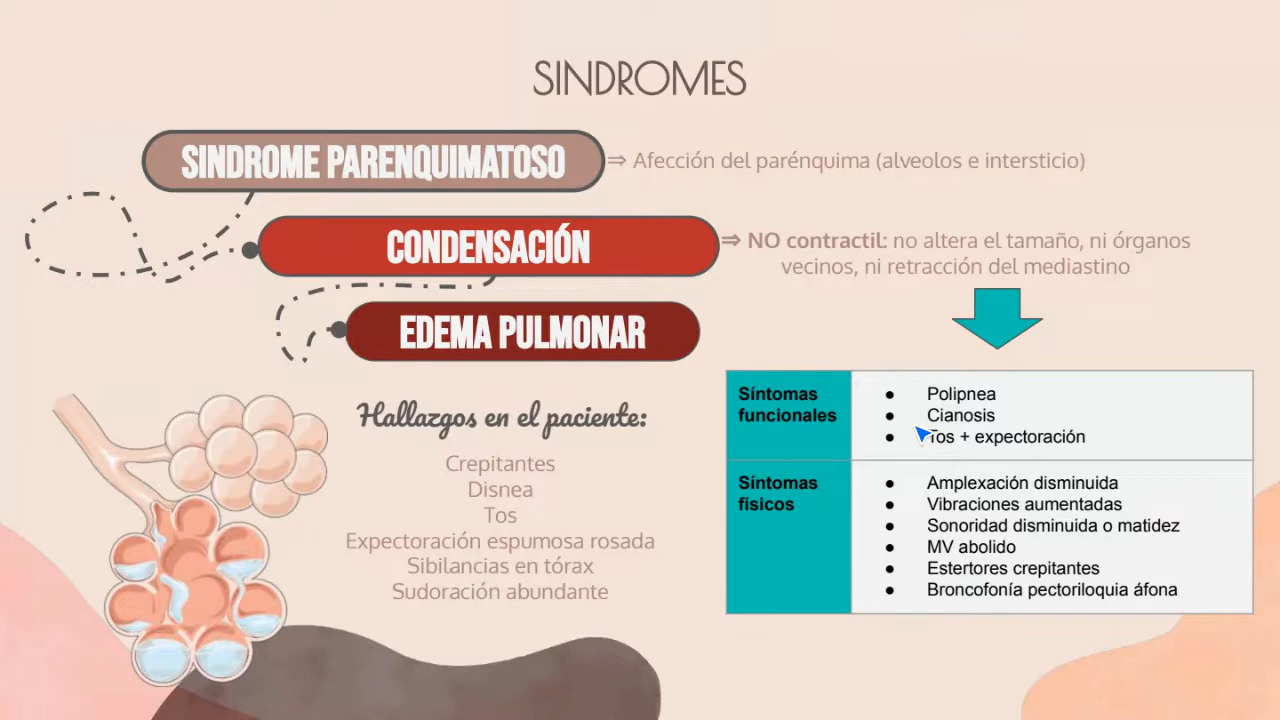 SINDROMES
SINDROME PARENQUIMATOSO
⇒ Afección del parénquima (alveolos e intersticio)
CONDENSACIÓN
⇒ NO contractil: no altera el tamaño, ni órganos
vecinos, ni retracción del mediastino
EDEMA PULMONAR
Hallazgos en el paciente:
Crepitantes
Disnea
Tos
Expectoración espumosa rosada
Sibilancias en tórax
Sudoración abundante
Síntomas
funcionales
● Polipnea
● Cianosis
● Tos + expectoración
Síntomas
físicos
● Amplexación disminuida
● Vibraciones aumentadas
● Sonoridad disminuida o matidez
● MV abolido
● Estertores crepitantes
● Broncofonía pectoriloquia áfona